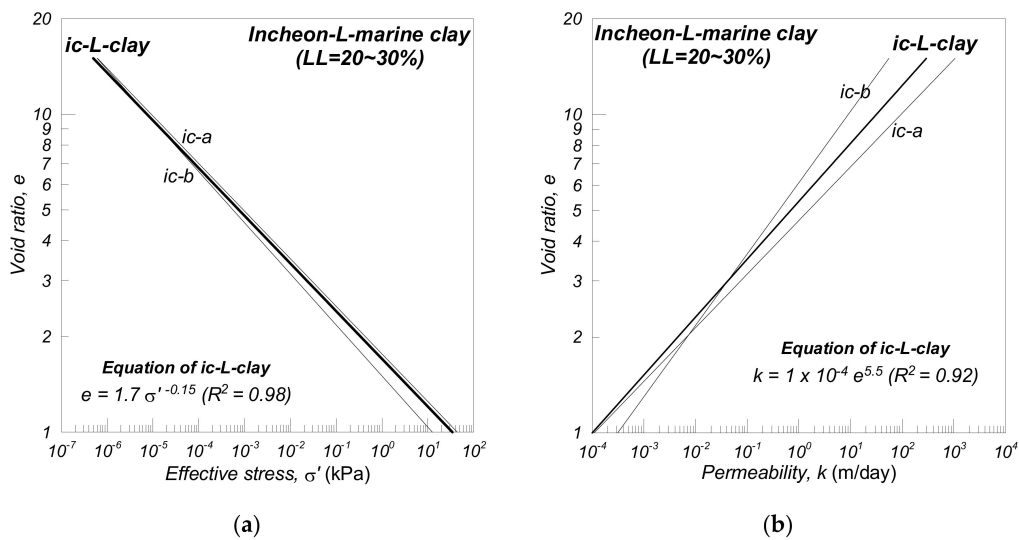 20
10
9
8
7
6
5
4
3
2
1
Void ratio, e
ic-L-clay
Incheon-L-marine clay
(LL=20~30%)
ic-a
ic-b
Equation of ic-L-clay
e = 1.7 σ' -0.15 (R2 = 0.98)
10-7 10-6 10-5 10-4 10-3 10-2 10-1 100 101 102
Effective stress, σ' (kPa)
(a)
20
10
9
8
7
6
5
4
3
2
1
Void ratio, e
Incheon-L-marine clay
(LL=20~30%)
ic-L-clay
ic-b
ic-a
Equation of ic-L-clay
k = 1 x 10-4 e5.5 (R2 = 0.92)
10-4 10-3 10-2 10-1 100 101 102 103 104
Permeability, k (m/day)
(b)